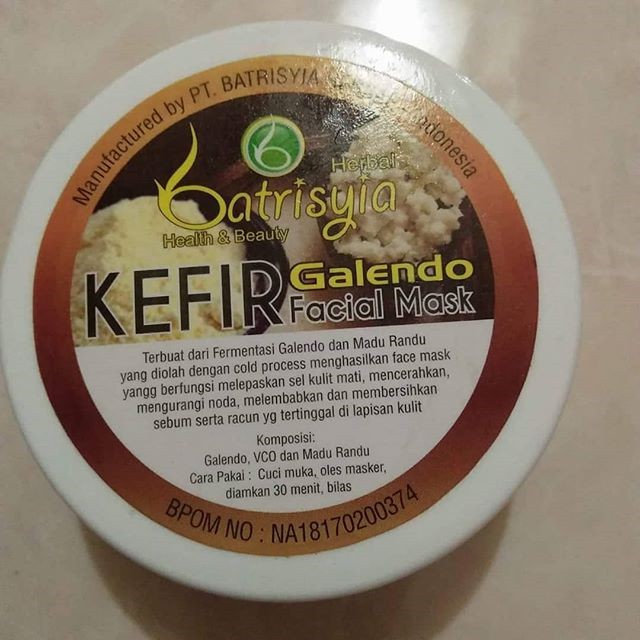 Manufactured by PT. BATRISYIA Indonesia
Herbal
Batrisyia
Health & Beauty
KEFIR Galendo
Facial Mask
Terbuat dari Fermentasi Galendo dan Madu Randu
yang diolah dengan cold process menghasilkan face mask
yangg berfungsi melepaskan sel kulit mati, mencerahkan,
mengurangi noda, melembabkan dan membersihkan
sebum serta racun yg tertinggal di lapisan kulit
Komposisi:
Galendo, VCO dan Madu Randu
Cara Pakai : Cuci muka, oles masker,
diamkan 30 menit, bilas
BPOM NO : NA18170200374